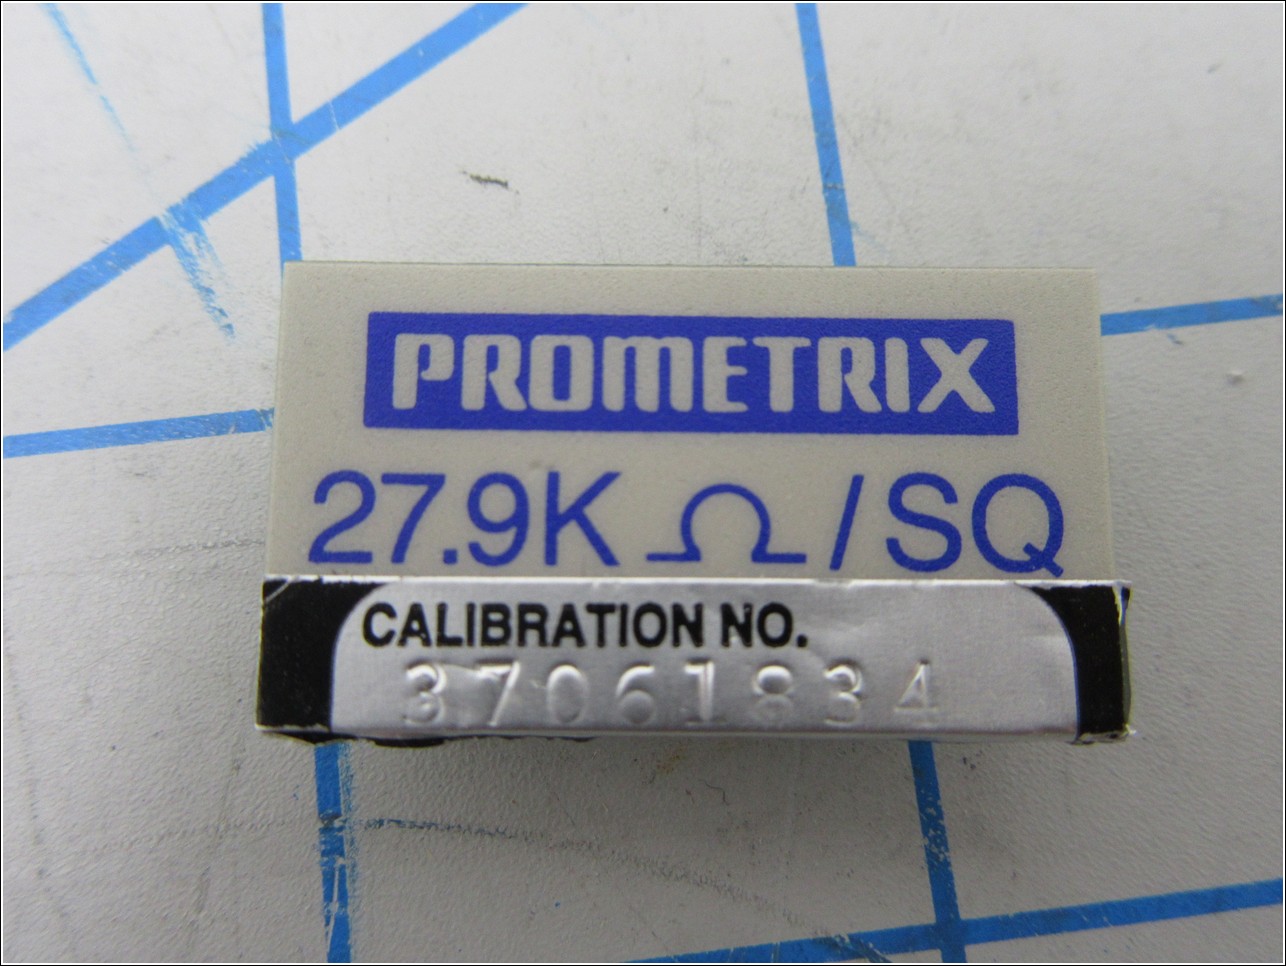 PROMETRIX
27.9K Ω/SQ
CALIBRATION NO.
37061834